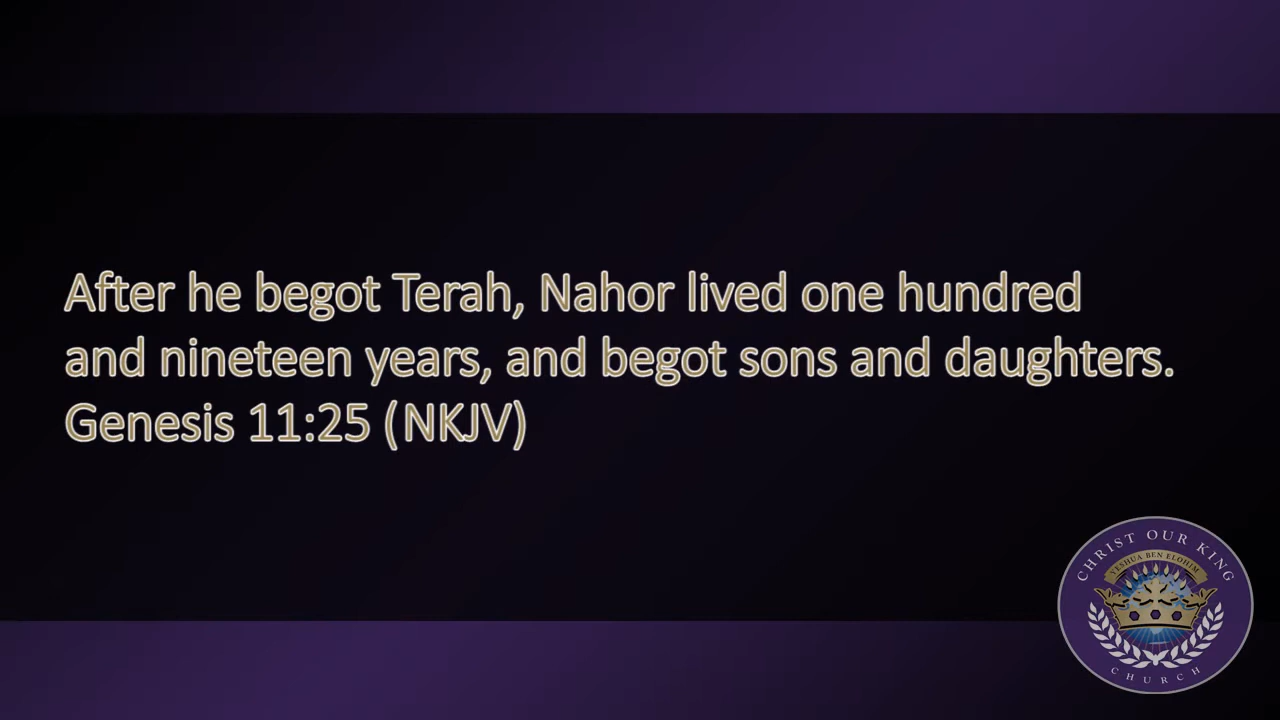 After he begot Terah, Nahor lived one hundred
and nineteen years, and begot sons and daughters.
Genesis 11:25 (NKJV)
CHRIST OUR KING
YESHUA BEN ELOHIM
CHURCH